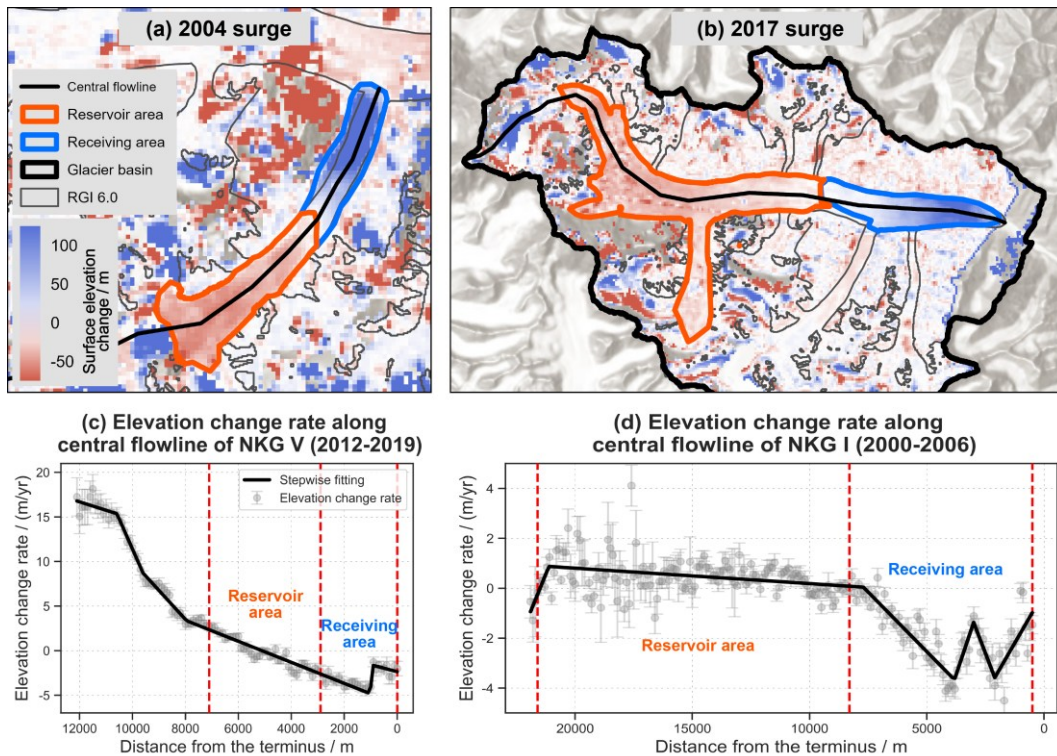 (a) 2004 surge
Central flowline
Reservoir area
Receiving area
Glacier basin
RGI 6.0
100
50
0
-50
Surface elevation
change / m
(b) 2017 surge
(c) Elevation change rate along
central flowline of NKG V (2012-2019)
Elevation change rate / (m/yr)
20
15
10
5
0
-5
Stepwise fitting
Elevation change rate
Reservoir
area
Receiving
area
12000 10000 8000 6000 4000 2000 0
Distance from the terminus / m
(d) Elevation change rate along
central flowline of NKG I (2000-2006)
Elevation change rate / (m/yr)
4
2
0
-2
-4
Receiving area
Reservoir area
20000 15000 10000 5000 0
Distance from the terminus / m